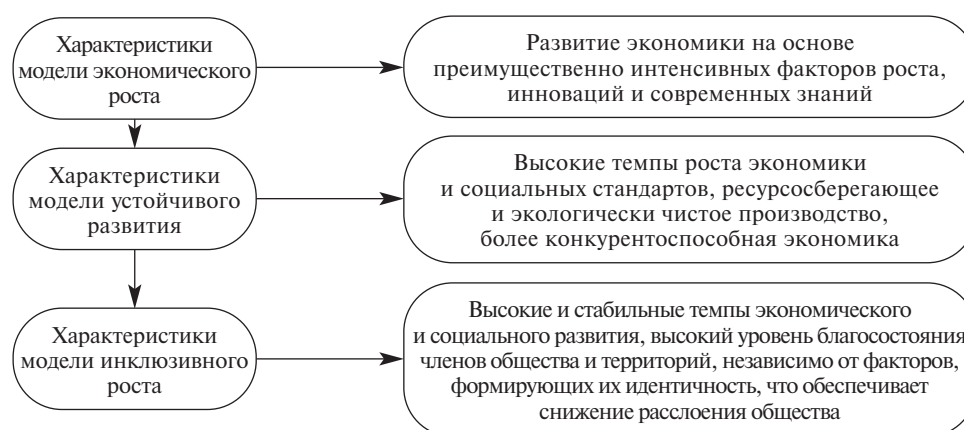 Характеристики
модели экономического
роста
Развитие экономики на основе
преимущественно интенсивных факторов роста,
инноваций и современных знаний
Характеристики
модели устойчивого
развития
Высокие темпы роста экономики
и социальных стандартов, ресурсосберегающее
и экологически чистое производство,
более конкурентоспособная экономика
Характеристики
модели инклюзивного
роста
Высокие и стабильные темпы экономического
и социального развития, высокий уровень благосостояния
членов общества и территорий, независимо от факторов,
формирующих их идентичность, что обеспечивает
снижение расслоения общества